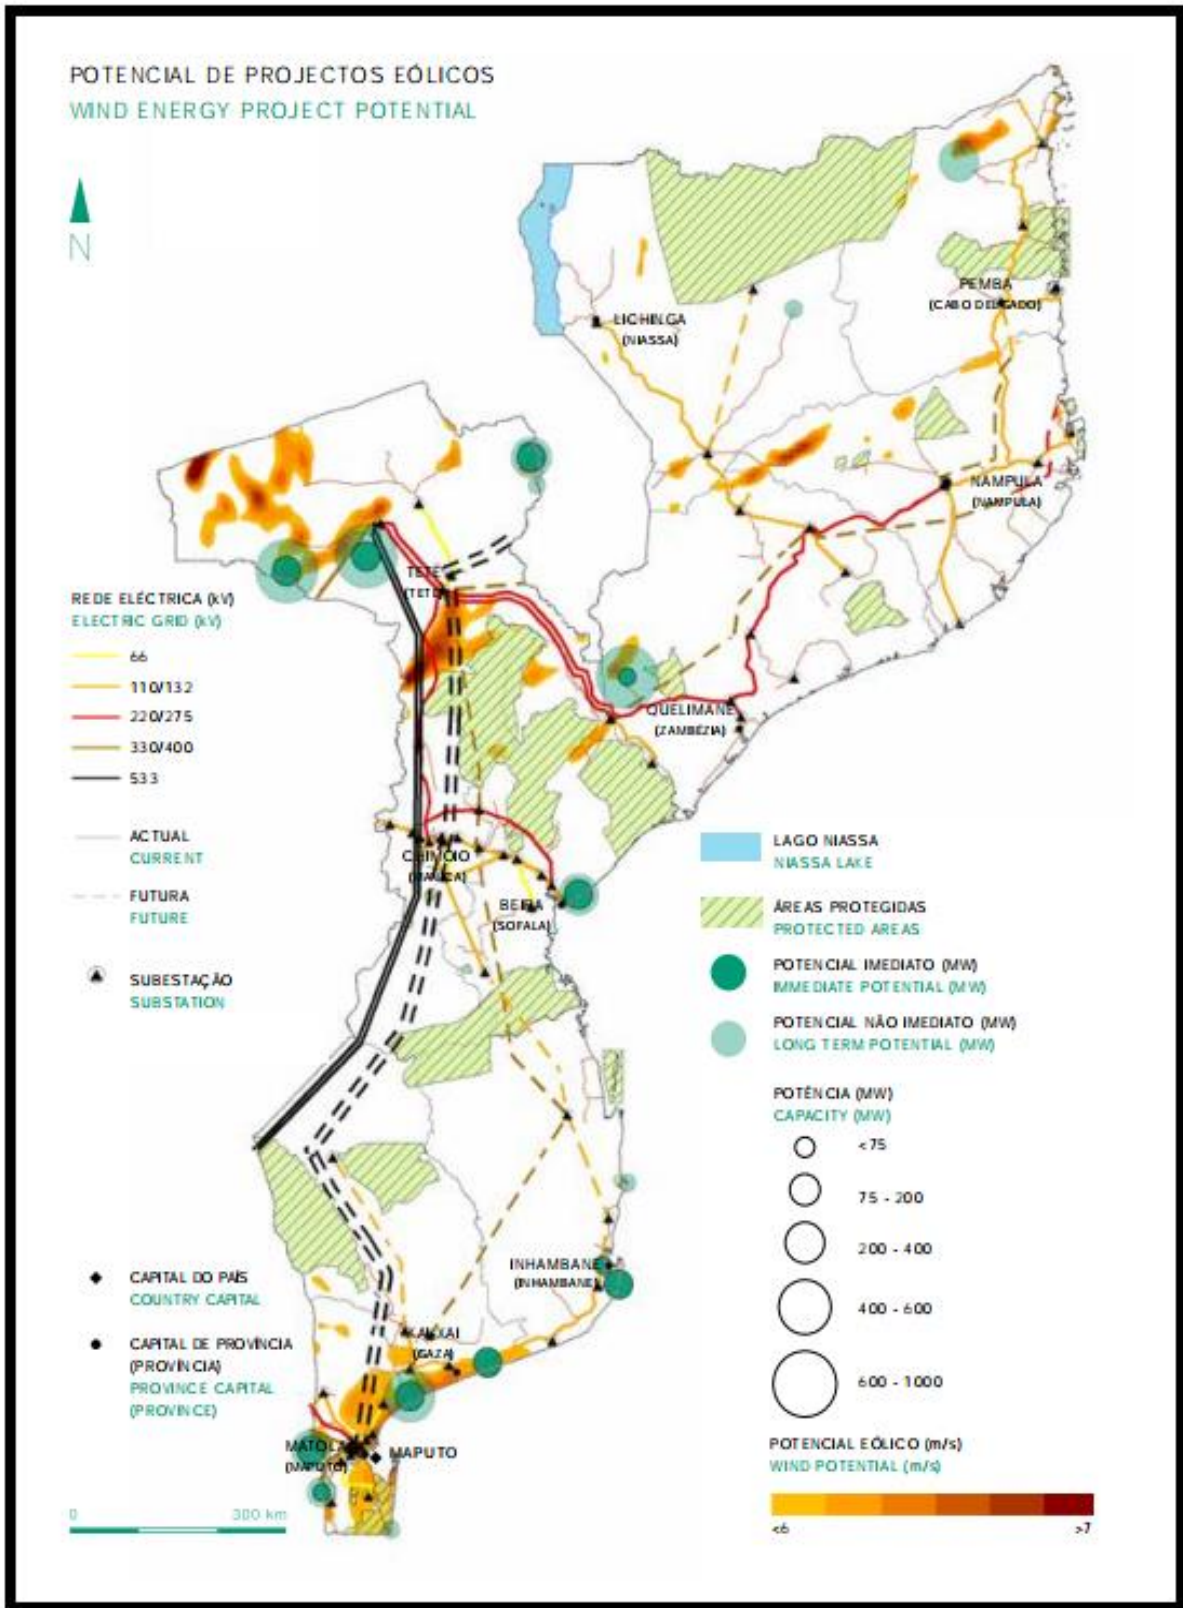 POTENCIAL DE PROJECTOS EÓLICOS
WIND ENERGY PROJECT POTENTIAL
N
LICHINGA
(NIASSA)
PEMBA
(CABO DELGADO)
NAMPULA
(NAMPULA)
TETE
(TETE)
QUELIMANE
(ZAMBÉZIA)
CHIMOIO
(MANICA)
BEIRA
(SOFALA)
INHAMBANE
(INHAMBANE)
XAI-XAI
(GAZA)
MATOLA
(MAPUTO)
MAPUTO
REDE ELÉCTRICA (kV)
ELECTRIC GRID (kV)
66
110/132
220/275
330/400
533
ACTUAL
CURRENT
FUTURA
FUTURE
SUBESTAÇÃO
SUBSTATION
CAPITAL DO PAÍS
COUNTRY CAPITAL
CAPITAL DE PROVÍNCIA
(PROVÍNCIA)
PROVINCE CAPITAL
(PROVINCE)
0 300 km
LAGO NIASSA
NIASSA LAKE
ÁREAS PROTEGIDAS
PROTECTED AREAS
POTENCIAL IMEDIATO (MW)
IMMEDIATE POTENTIAL (MW)
POTENCIAL NÃO IMEDIATO (MW)
LONG TERM POTENTIAL (MW)
POTÊNCIA (MW)
CAPACITY (MW)
<75
75 - 200
200 - 400
400 - 600
600 - 1000
POTENCIAL EÓLICO (m/s)
WIND POTENTIAL (m/s)
<6 >7